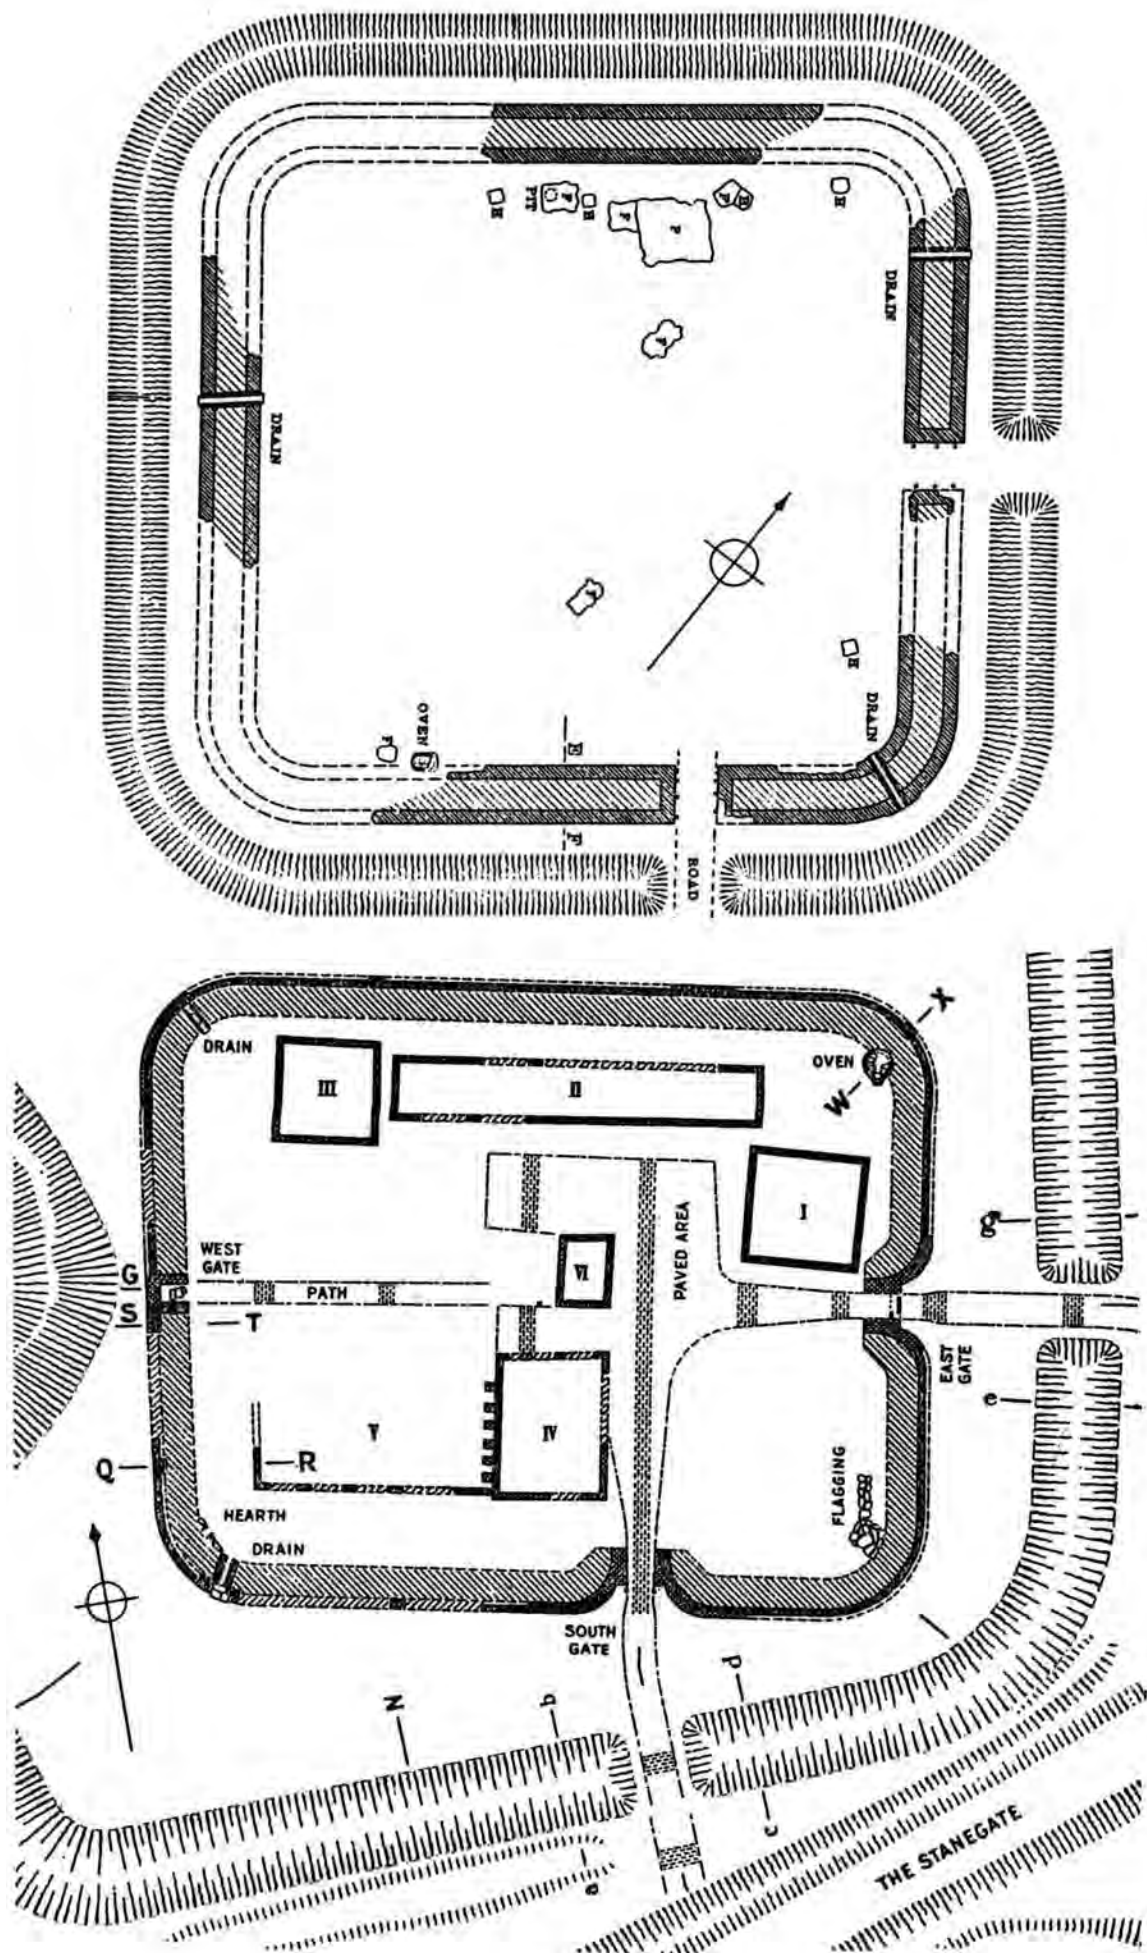 H
PIT
F
H
F
P
F
H
H
DRAIN
F
DRAIN
F
H
DRAIN
OVEN
F
E
F
ROAD
X
DRAIN
OVEN
III
II
W
I
g
WEST
GATE
PAVED AREA
G
VI
PATH
S
T
EAST
GATE
e
V
IV
R
Q
FLAGGING
HEARTH
DRAIN
SOUTH
GATE
N
b
P
c
a
THE STANEGATE